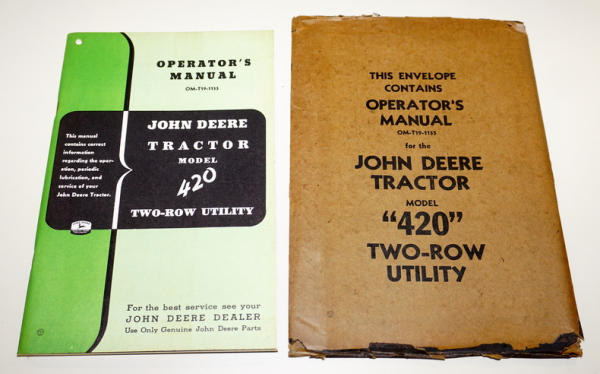 OPERATOR'S
MANUAL
OM-T19-1155
This manual
contains correct
information
regarding the oper-
ation, periodic
lubrication, and
service of your
John Deere Tractor.
JOHN DEERE
TRACTOR
MODEL
420
TWO-ROW UTILITY
For the best service see your
JOHN DEERE DEALER
Use Only Genuine John Deere Parts
THIS ENVELOPE
CONTAINS
OPERATOR'S
MANUAL
OM-T19-1155
for the
JOHN DEERE
TRACTOR
MODEL
"420"
TWO-ROW
UTILITY